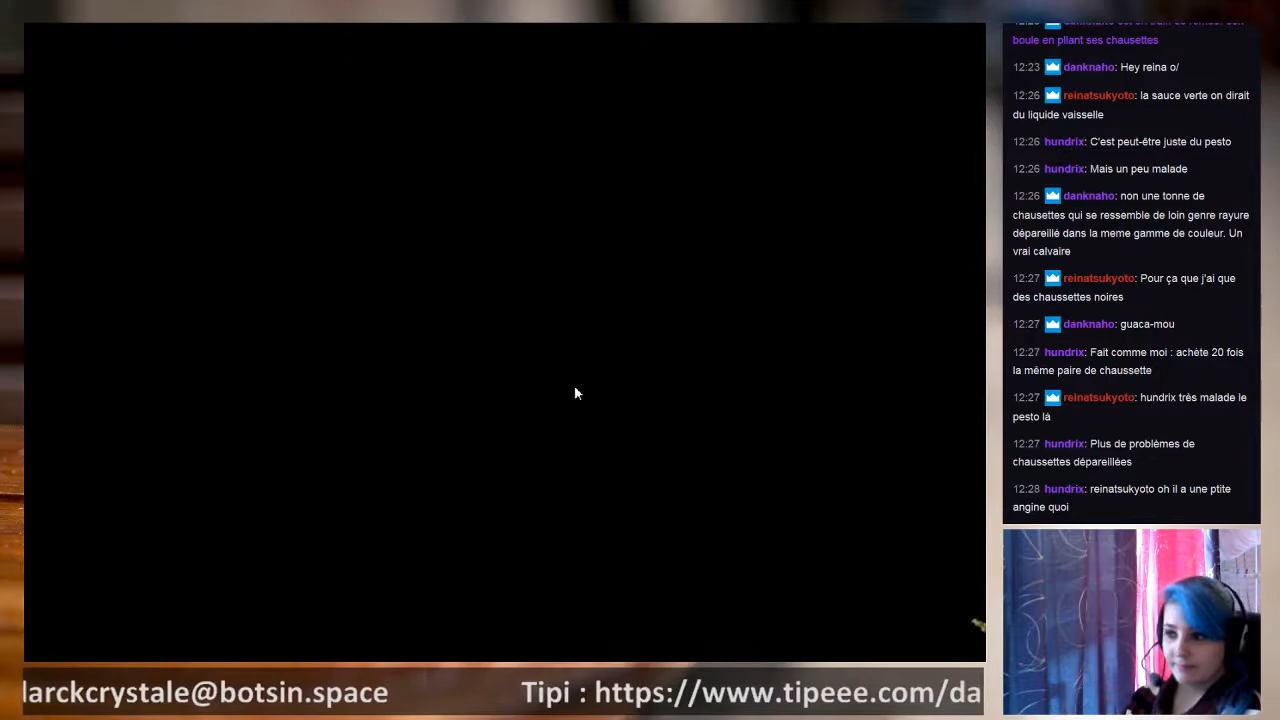 boule en pliant ses chausettes
12:23 danknaho: Hey reina o/
12:26 reinatsukyoto: la sauce verte on dirait
du liquide vaisselle
12:26 hundrix: C'est peut-être juste du pesto
12:26 hundrix: Mais un peu malade
12:26 danknaho: non une tonne de
chaussettes qui se ressemble de loin genre rayure
dépareillé dans la meme gamme de couleur. Un
vrai calvaire
12:27 reinatsukyoto: Pour ça que j'ai que
des chaussettes noires
12:27 danknaho: guaca-mou
12:27 hundrix: Fait comme moi : achète 20 fois
la même paire de chaussette
12:27 reinatsukyoto: hundrix très malade le
pesto là
12:27 hundrix: Plus de problèmes de
chaussettes dépareillées
12:28 hundrix: reinatsukyoto oh il a une ptite
angine quoi
larckcrystale@botsin.space Tipi : https://www.tipeee.com/da